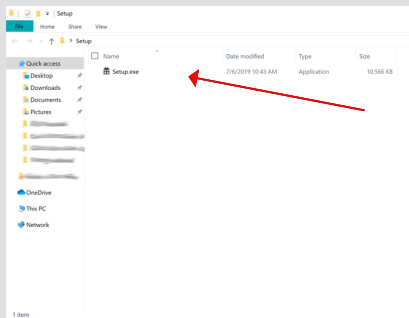 Setup
File Home Share View
Setup
Name Date modified Type Size
Quick access
Setup.exe 7/6/2019 10:43 AM Application 10,566 KB
Desktop
Downloads
Documents
Pictures
OneDrive
This PC
Network
1 item